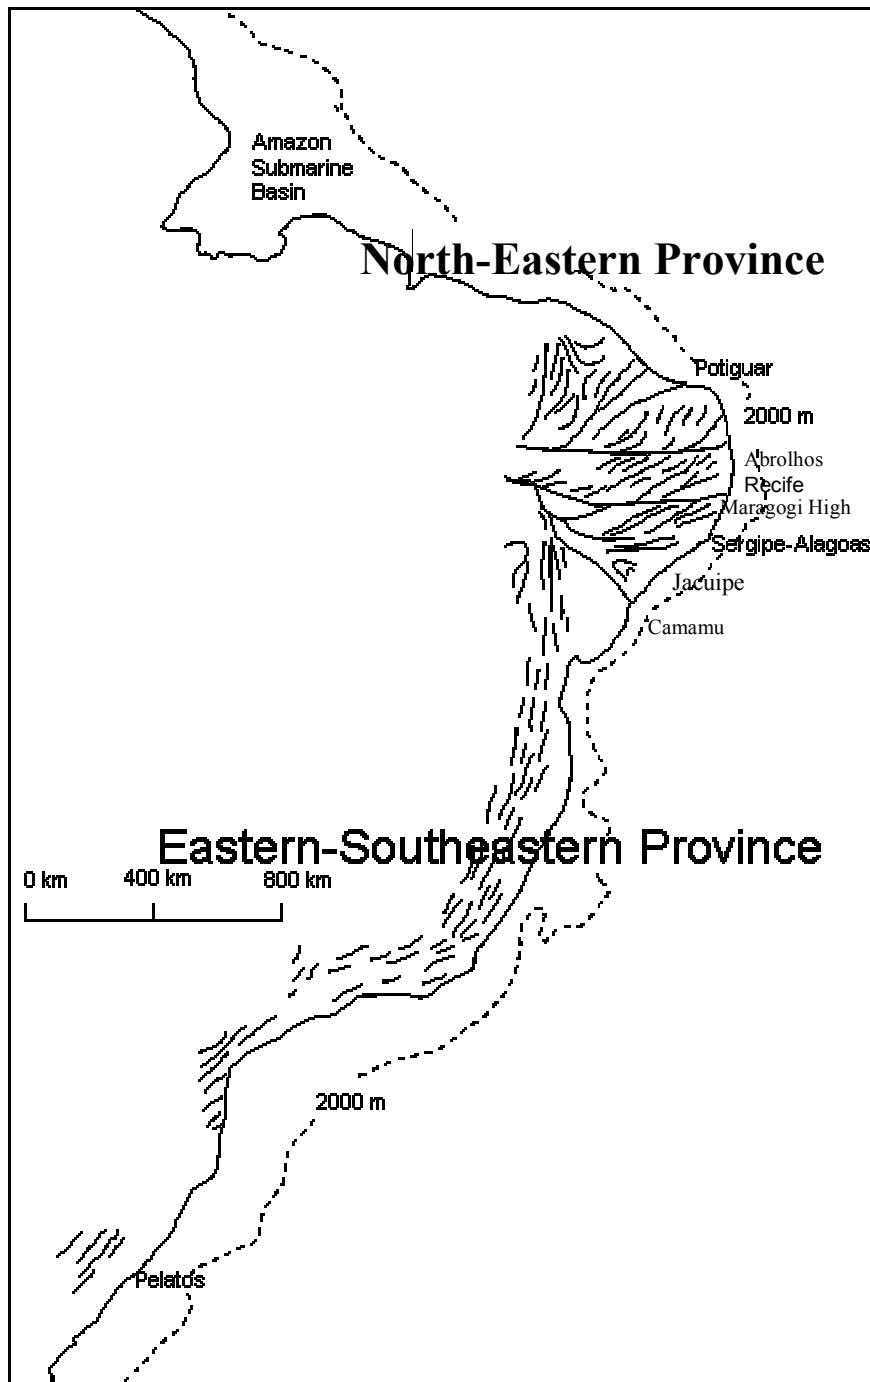 Amazon
Submarine
Basin
North-Eastern Province
Potiguar
2000 m
Abrolhos
Recife
Maragogi High
Sergipe-Alagoas
Jacuipe
Camamu
Eastern-Southeastern Province
0 km 400 km 800 km
2000 m
Pelatos